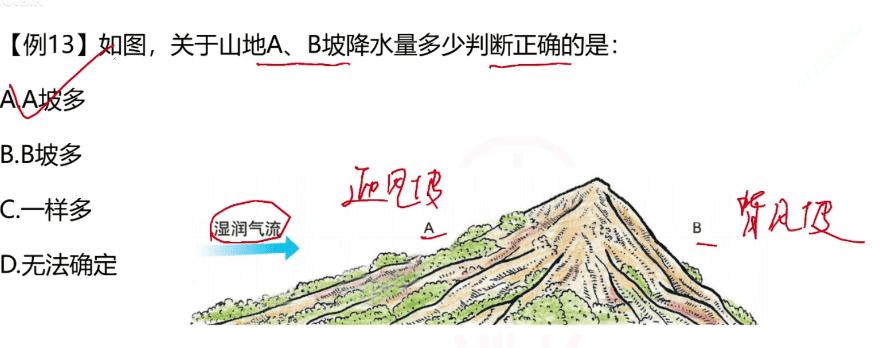 【例13】如图，关于山地A、B坡降水量多少判断正确的是：
A.A坡多
B.B坡多
C.一样多
D.无法确定
迎风坡
背风坡
湿润气流
A
B